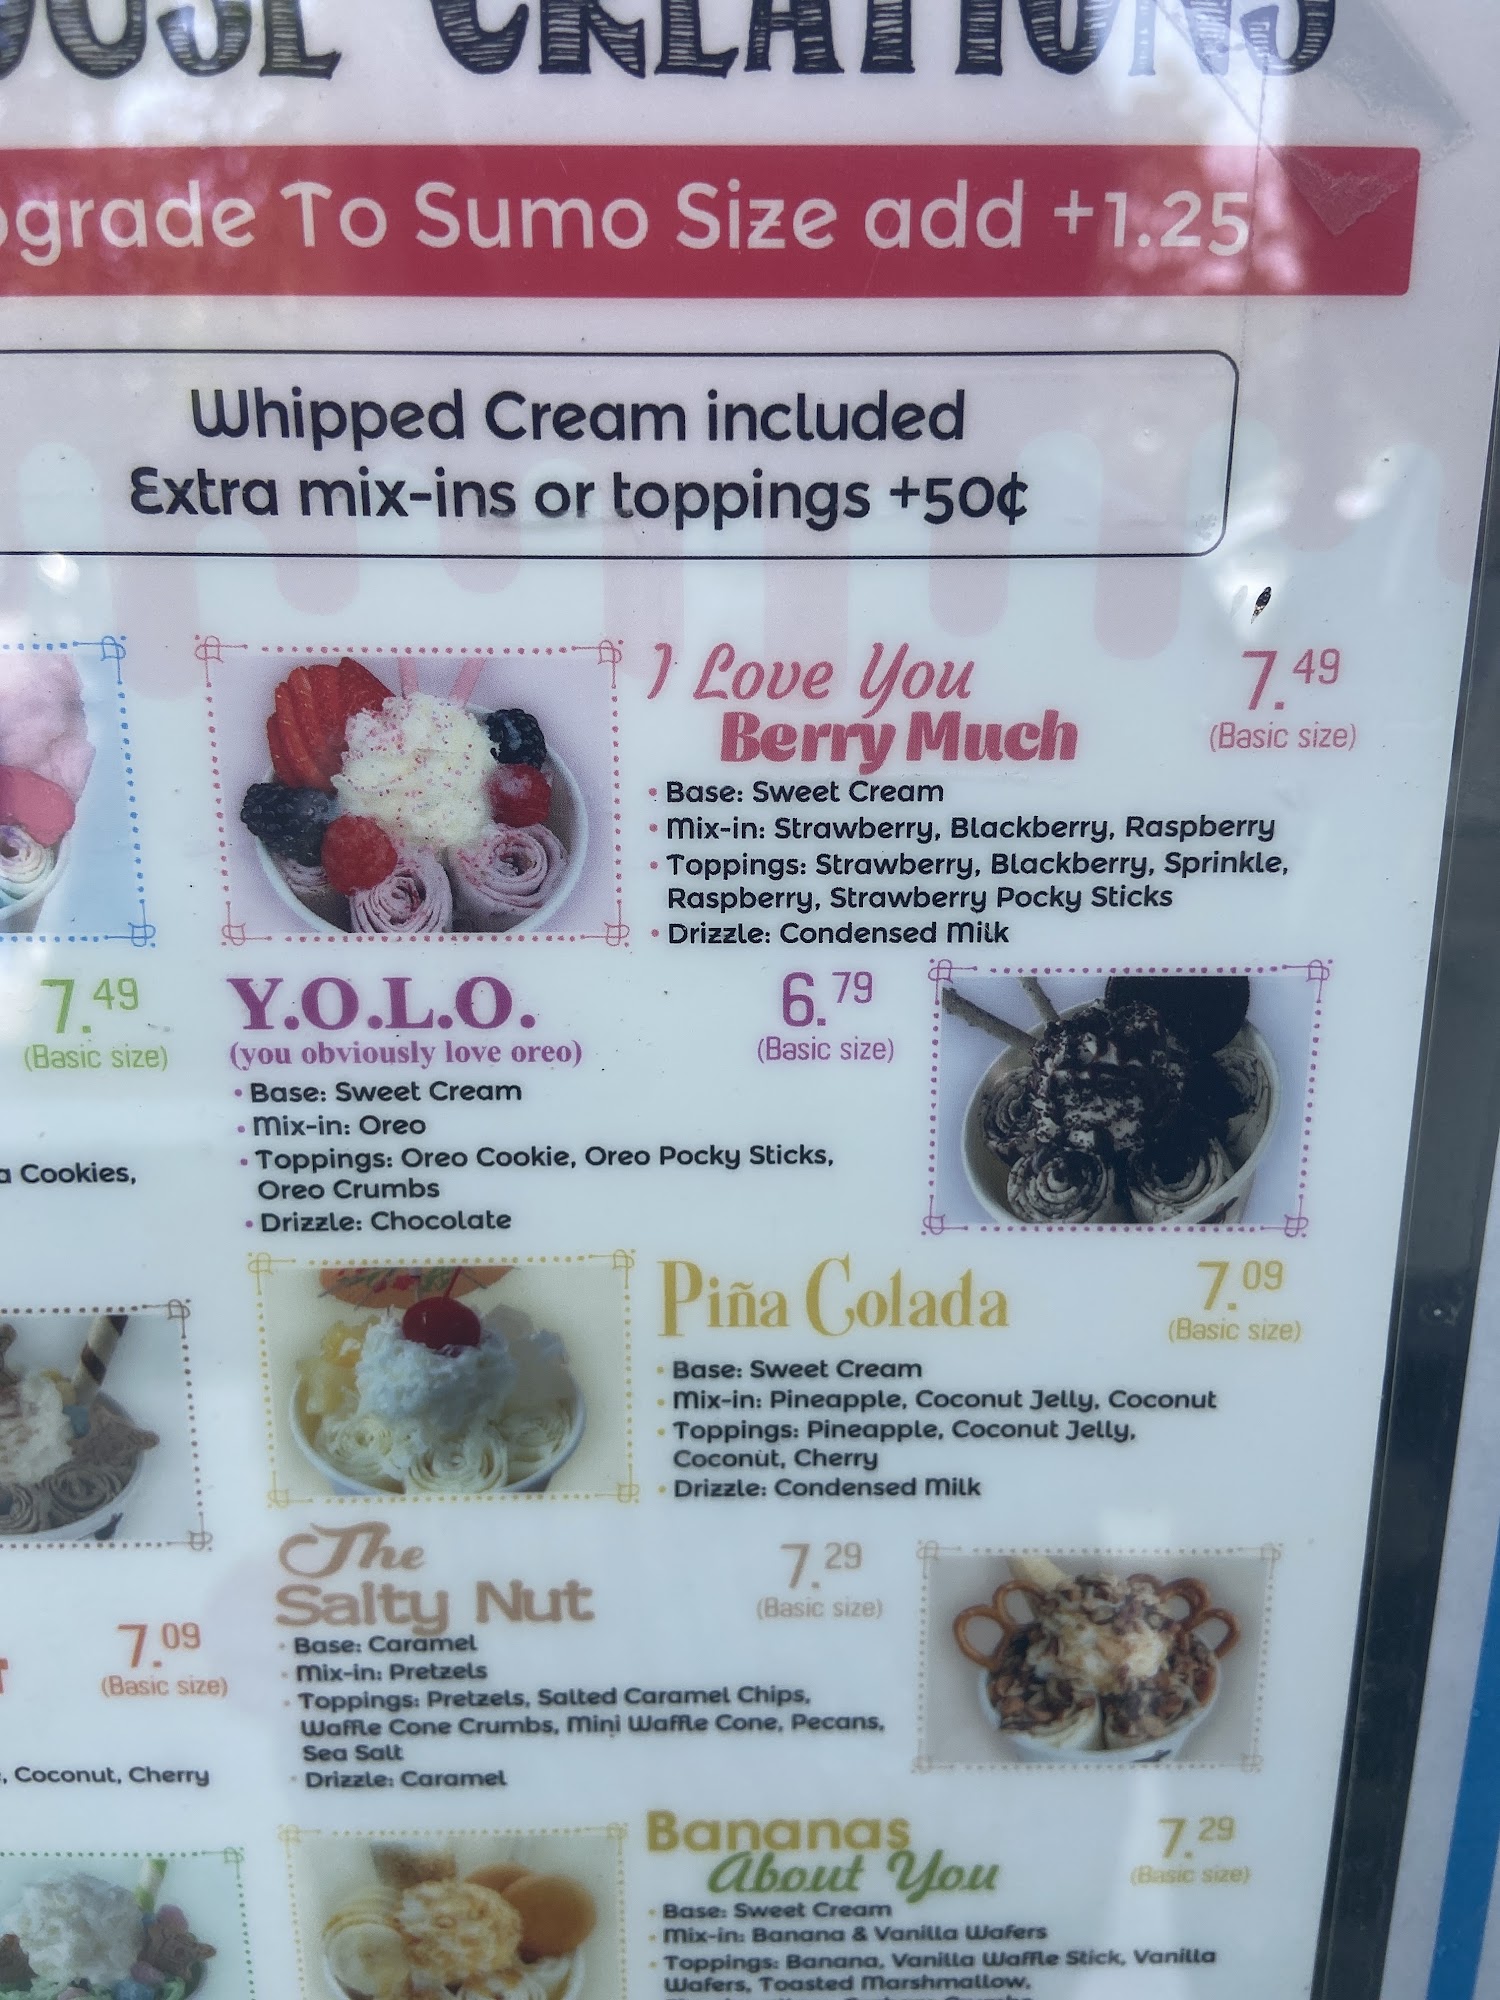 CREATIONS
grade To Sumo Size add +1.25
Whipped Cream included
Extra mix-ins or toppings +50¢
I Love You
Berry Much
7.49
(Basic size)
• Base: Sweet Cream
• Mix-in: Strawberry, Blackberry, Raspberry
• Toppings: Strawberry, Blackberry, Sprinkle,
Raspberry, Strawberry Pocky Sticks
• Drizzle: Condensed Milk
7.49
(Basic size)
Cookies,
Y.O.L.O.
(you obviously love oreo)
6.79
(Basic size)
• Base: Sweet Cream
• Mix-in: Oreo
• Toppings: Oreo Cookie, Oreo Pocky Sticks,
Oreo Crumbs
• Drizzle: Chocolate
Piña Colada
7.09
(Basic size)
• Base: Sweet Cream
• Mix-in: Pineapple, Coconut Jelly, Coconut
• Toppings: Pineapple, Coconut Jelly,
Coconut, Cherry
• Drizzle: Condensed Milk
7.09
(Basic size)
, Coconut, Cherry
The
Salty Nut
7.29
(Basic size)
• Base: Caramel
• Mix-in: Pretzels
• Toppings: Pretzels, Salted Caramel Chips,
Waffle Cone Crumbs, Mini Waffle Cone, Pecans,
Sea Salt
• Drizzle: Caramel
Bananas
About You
7.29
(Basic size)
• Base: Sweet Cream
• Mix-in: Banana & Vanilla Wafers
• Toppings: Banana, Vanilla Waffle Stick, Vanilla
Wafers, Toasted Marshmallow,